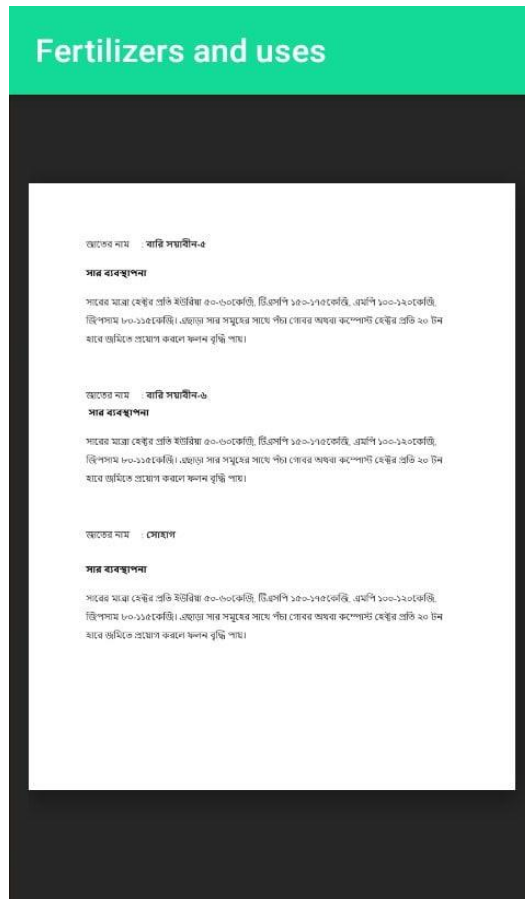 Fertilizers and uses
জাতের নাম : বারি সয়াবীন-৫
সার ব্যবস্থাপনা
সারের মাত্রা হেক্টর প্রতি ইউরিয়া ৫০-৬০কেজি, টিএসপি ১৫০-১৭৫কেজি, এমপি ১০০-১২০কেজি,
জিপসাম ৮০-১১৫কেজি। এছাড়া সার সমূহের সাথে পঁচা গোবর অথবা কম্পোস্ট হেক্টর প্রতি ২০ টন
হারে জমিতে প্রয়োগ করলে ফলন বৃদ্ধি পায়।
জাতের নাম : বারি সয়াবীন-৬
সার ব্যবস্থাপনা
সারের মাত্রা হেক্টর প্রতি ইউরিয়া ৫০-৬০কেজি, টিএসপি ১৫০-১৭৫কেজি, এমপি ১০০-১২০কেজি,
জিপসাম ৮০-১১৫কেজি। এছাড়া সার সমূহের সাথে পঁচা গোবর অথবা কম্পোস্ট হেক্টর প্রতি ২০ টন
হারে জমিতে প্রয়োগ করলে ফলন বৃদ্ধি পায়।
জাতের নাম : সোহাগ
সার ব্যবস্থাপনা
সারের মাত্রা হেক্টর প্রতি ইউরিয়া ৫০-৬০কেজি, টিএসপি ১৫০-১৭৫কেজি, এমপি ১০০-১২০কেজি,
জিপসাম ৮০-১১৫কেজি। এছাড়া সার সমূহের সাথে পঁচা গোবর অথবা কম্পোস্ট হেক্টর প্রতি ২০ টন
হারে জমিতে প্রয়োগ করলে ফলন বৃদ্ধি পায়।